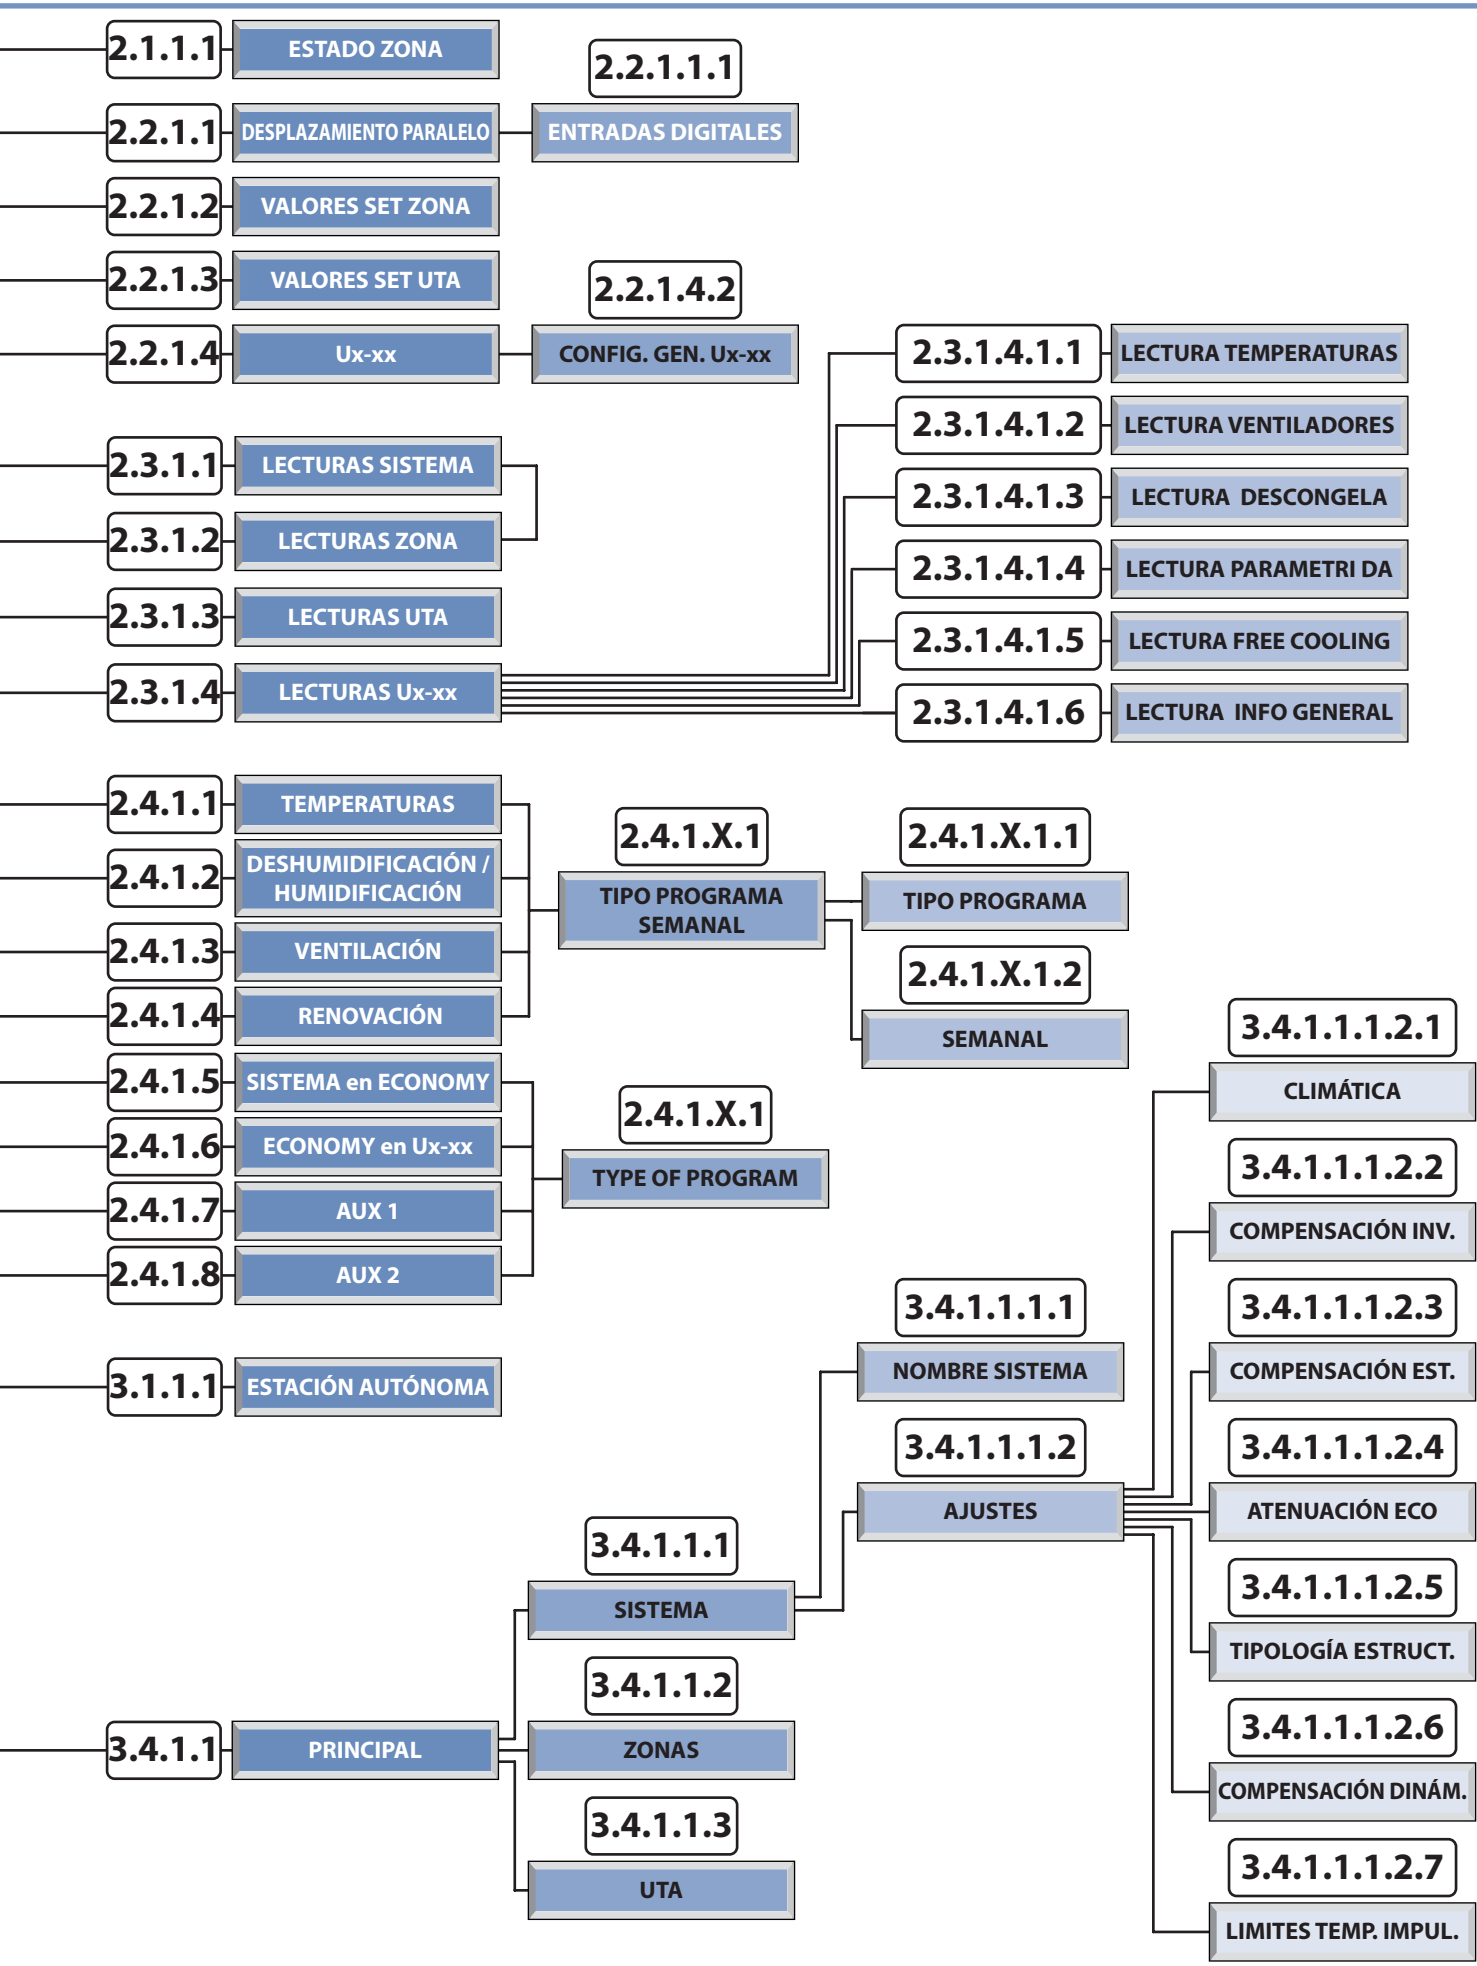 2.1.1.1
ESTADO ZONA
2.2.1.1.1
2.2.1.1
DESPLAZAMIENTO PARALELO
ENTRADAS DIGITALES
2.2.1.2
VALORES SET ZONA
2.2.1.3
VALORES SET UTA
2.2.1.4.2
2.2.1.4
Ux-xx
CONFIG. GEN. Ux-xx
2.3.1.4.1.1
LECTURA TEMPERATURAS
2.3.1.4.1.2
LECTURA VENTILADORES
2.3.1.1
LECTURAS SISTEMA
2.3.1.4.1.3
LECTURA DESCONGELA
2.3.1.2
LECTURAS ZONA
2.3.1.4.1.4
LECTURA PARAMETRI DA
2.3.1.3
LECTURAS UTA
2.3.1.4.1.5
LECTURA FREE COOLING
2.3.1.4
LECTURAS Ux-xx
2.3.1.4.1.6
LECTURA INFO GENERAL
2.4.1.1
TEMPERATURAS
2.4.1.X.1
2.4.1.X.1.1
2.4.1.2
DESHUMIDIFICACIÓN /
HUMIDIFICACIÓN
TIPO PROGRAMA
SEMANAL
TIPO PROGRAMA
2.4.1.3
VENTILACIÓN
2.4.1.X.1.2
2.4.1.4
RENOVACIÓN
SEMANAL
3.4.1.1.1.2.1
CLIMÁTICA
2.4.1.5
SISTEMA en ECONOMY
2.4.1.X.1
2.4.1.6
ECONOMY en Ux-xx
3.4.1.1.1.2.2
TYPE OF PROGRAM
2.4.1.7
AUX 1
COMPENSACIÓN INV.
2.4.1.8
AUX 2
3.4.1.1.1.1
3.4.1.1.1.2.3
NOMBRE SISTEMA
COMPENSACIÓN EST.
3.1.1.1
ESTACIÓN AUTÓNOMA
3.4.1.1.1.2
3.4.1.1.1.2.4
AJUSTES
ATENUACIÓN ECO
3.4.1.1.1
3.4.1.1.1.2.5
SISTEMA
TIPOLOGÍA ESTRUCT.
3.4.1.1.2
3.4.1.1.1.2.6
3.4.1.1
PRINCIPAL
ZONAS
COMPENSACIÓN DINÁM.
3.4.1.1.3
3.4.1.1.1.2.7
UTA
LIMITES TEMP. IMPUL.